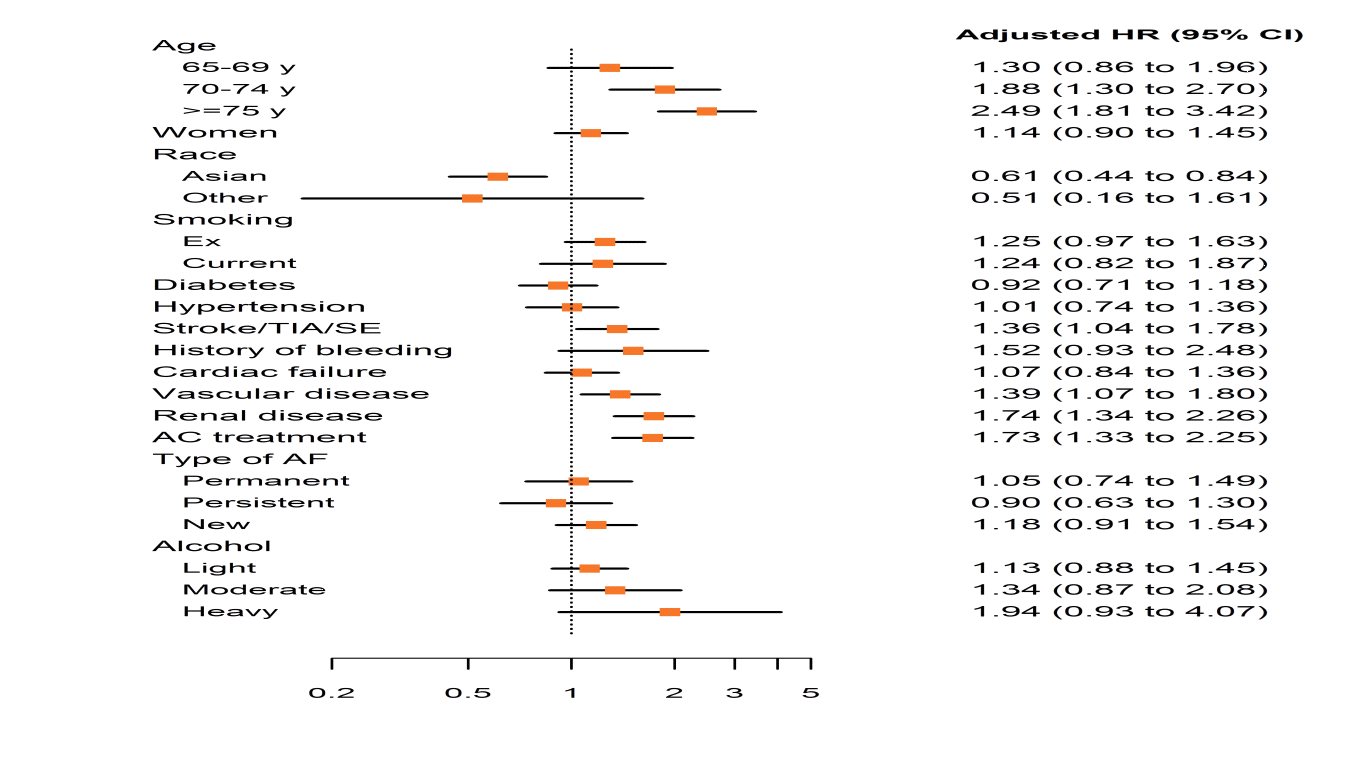 Adjusted HR (95% CI)
Age
65-69 y 1.30 (0.86 to 1.96)
70-74 y 1.88 (1.30 to 2.70)
>=75 y 2.49 (1.81 to 3.42)
Women 1.14 (0.90 to 1.45)
Race
Asian 0.61 (0.44 to 0.84)
Other 0.51 (0.16 to 1.61)
Smoking
Ex 1.25 (0.97 to 1.63)
Current 1.24 (0.82 to 1.87)
Diabetes 0.92 (0.71 to 1.18)
Hypertension 1.01 (0.74 to 1.36)
Stroke/TIA/SE 1.36 (1.04 to 1.78)
History of bleeding 1.52 (0.93 to 2.48)
Cardiac failure 1.07 (0.84 to 1.36)
Vascular disease 1.39 (1.07 to 1.80)
Renal disease 1.74 (1.34 to 2.26)
AC treatment 1.73 (1.33 to 2.25)
Type of AF
Permanent 1.05 (0.74 to 1.49)
Persistent 0.90 (0.63 to 1.30)
New 1.18 (0.91 to 1.54)
Alcohol
Light 1.13 (0.88 to 1.45)
Moderate 1.34 (0.87 to 2.08)
Heavy 1.94 (0.93 to 4.07)
0.2 0.5 1 2 3 5